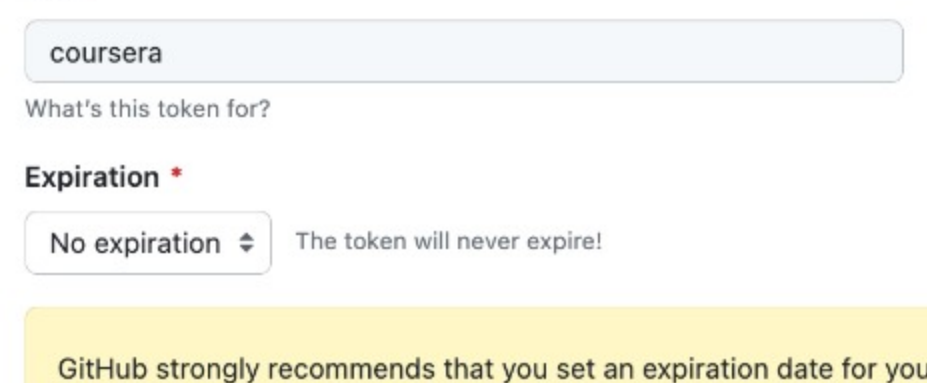 coursera
What's this token for?
Expiration *
No expiration The token will never expire!
GitHub strongly recommends that you set an expiration date for you